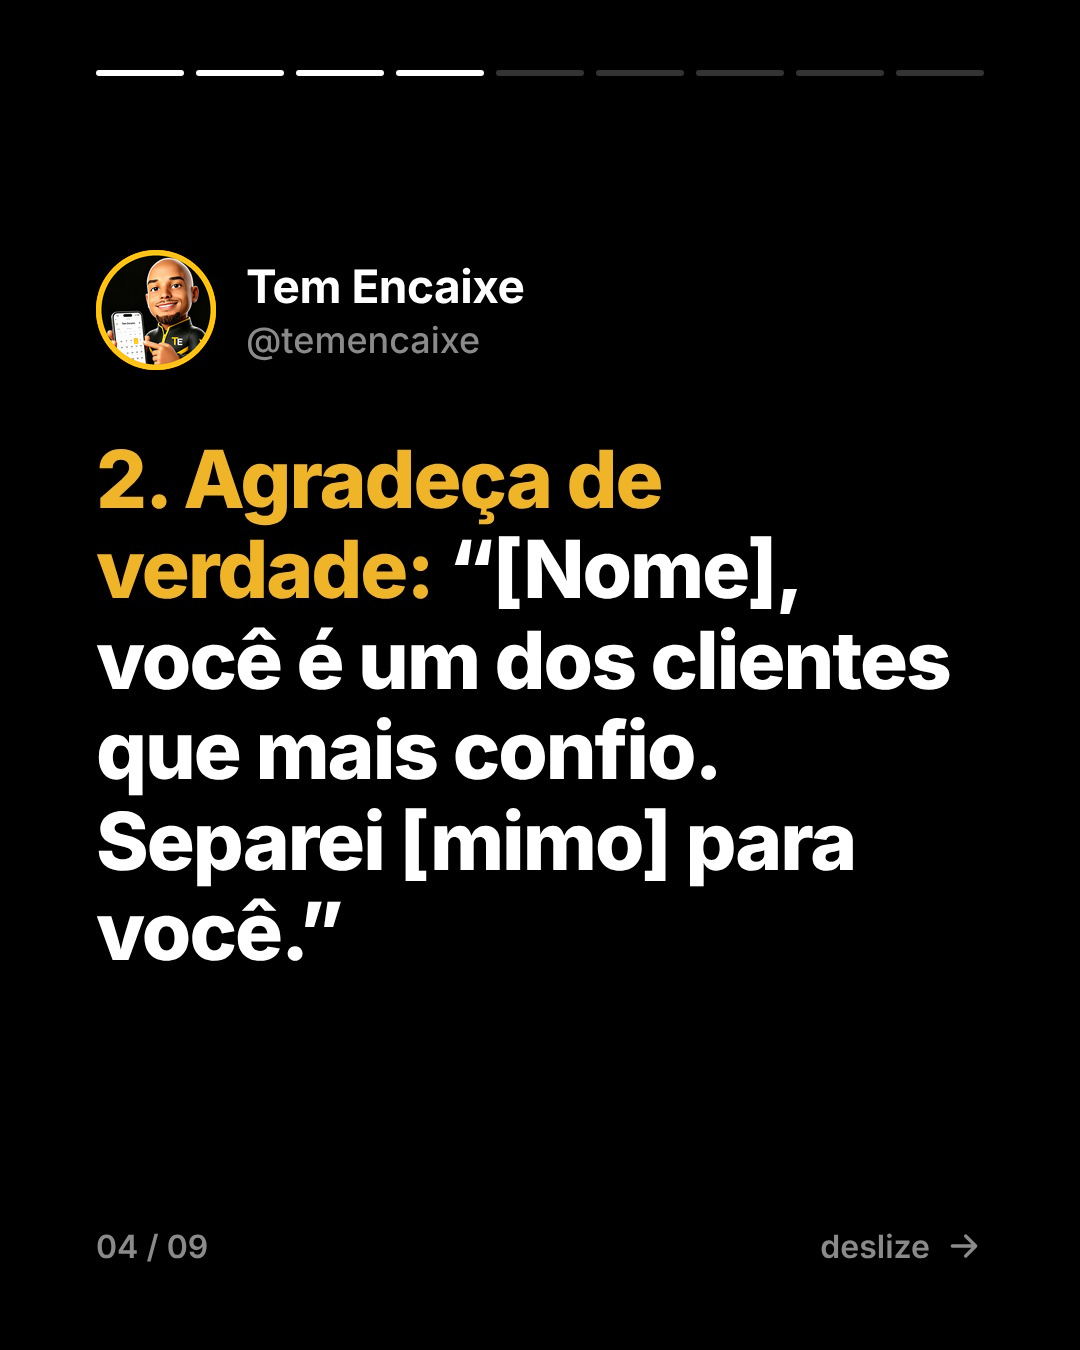 Tem Encaixe
@temencaixe
TE
2. Agradeça de
verdade: “[Nome],
você é um dos clientes
que mais confio.
Separei [mimo] para
você.”
04 / 09
deslize →